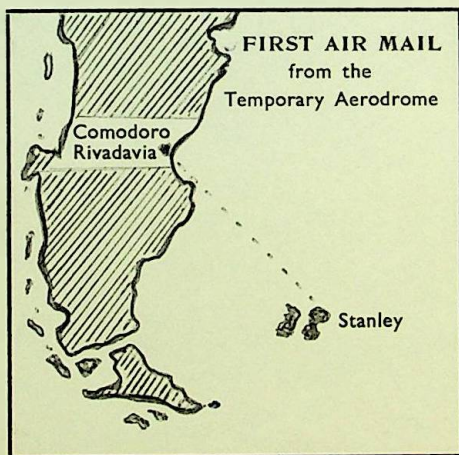 FIRST AIR MAIL
from the
Temporary Aerodrome
Comodoro
Rivadavia
Stanley